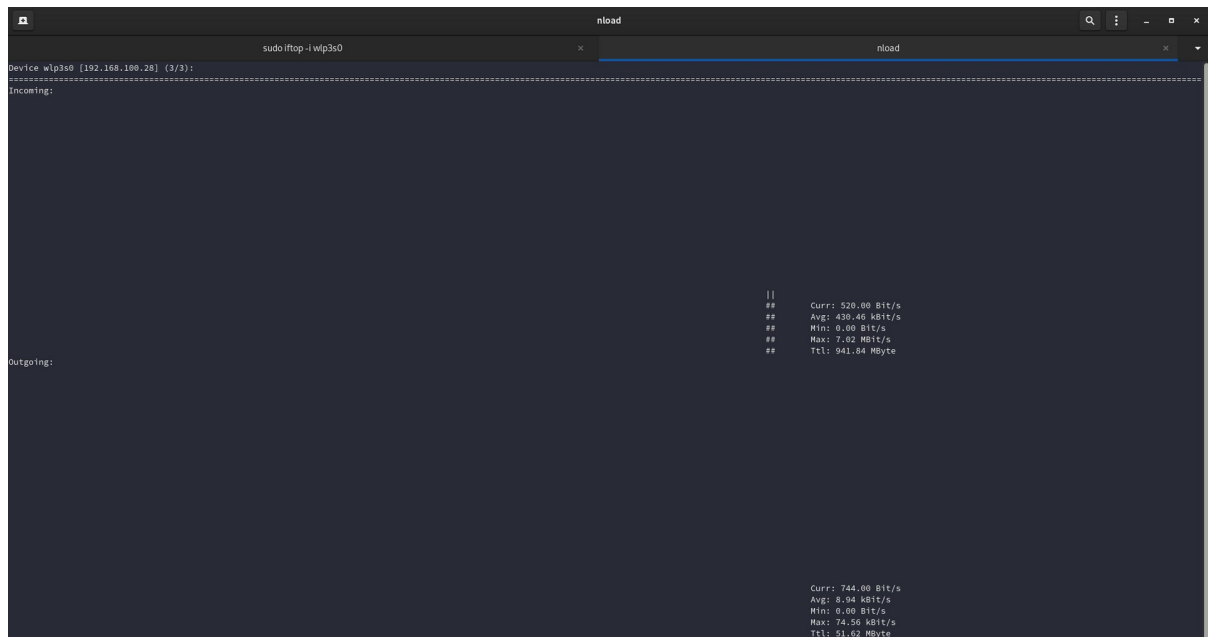 nload
sudo iftop -i wlp3s0
nload
Device wlp3s0 [192.168.100.28] (3/3):
Incoming:
||
## Curr: 520.00 Bit/s
## Avg: 430.46 kBit/s
## Min: 0.00 Bit/s
## Max: 7.02 MBit/s
## Ttl: 941.84 MByte
Outgoing:
Curr: 744.00 Bit/s
Avg: 8.94 kBit/s
Min: 0.00 Bit/s
Max: 74.56 kBit/s
Ttl: 51.62 MByte